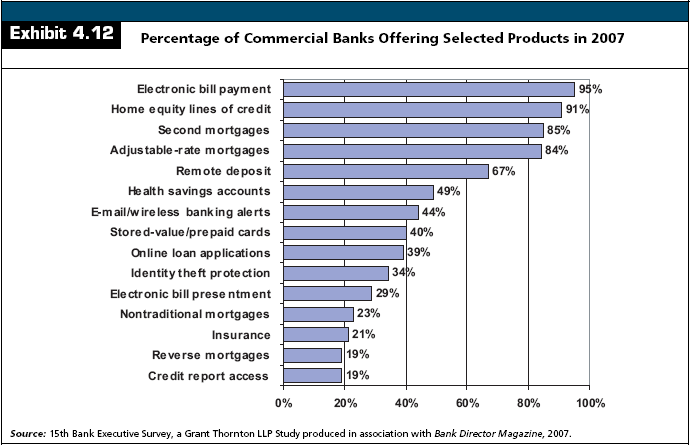 Exhibit 4.12
Percentage of Commercial Banks Offering Selected Products in 2007
Electronic bill payment 95%
Home equity lines of credit 91%
Second mortgages 85%
Adjustable-rate mortgages 84%
Remote deposit 67%
Health savings accounts 49%
E-mail/wireless banking alerts 44%
Stored-value/prepaid cards 40%
Online loan applications 39%
Identity theft protection 34%
Electronic bill presentment 29%
Nontraditional mortgages 23%
Insurance 21%
Reverse mortgages 19%
Credit report access 19%
0% 20% 40% 60% 80% 100%
Source: 15th Bank Executive Survey, a Grant Thornton LLP Study produced in association with Bank Director Magazine, 2007.